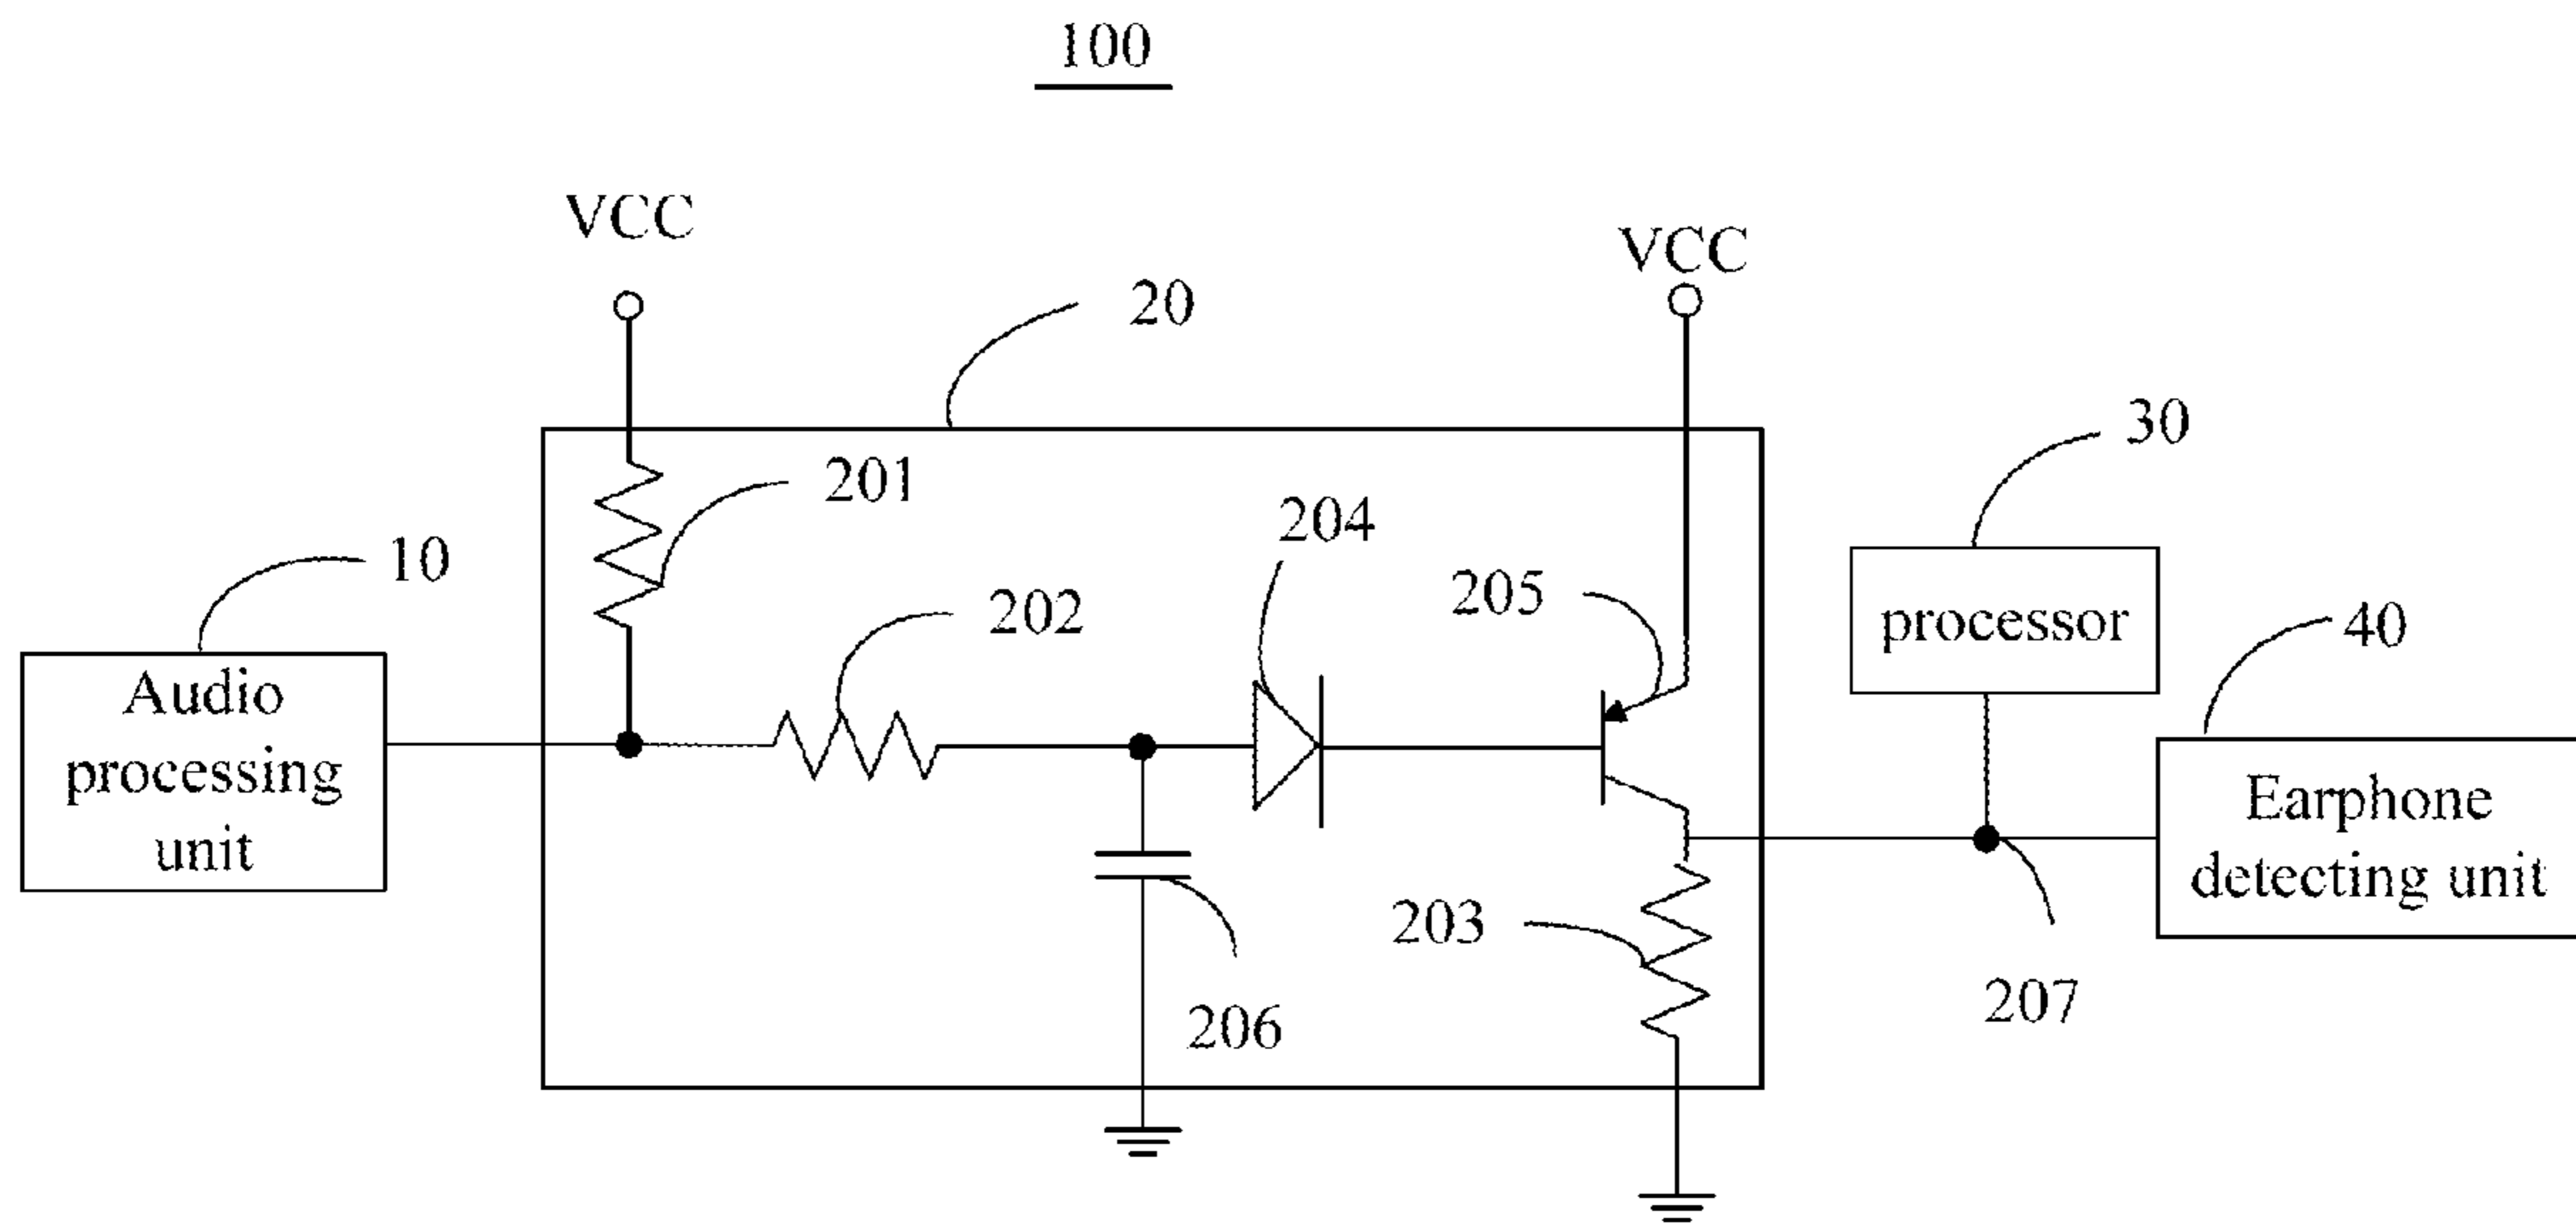 100
VCC
VCC
20
30
201
204
10
205
202
processor
40
Audio
processing
unit
Earphone
detecting unit
203
206
207